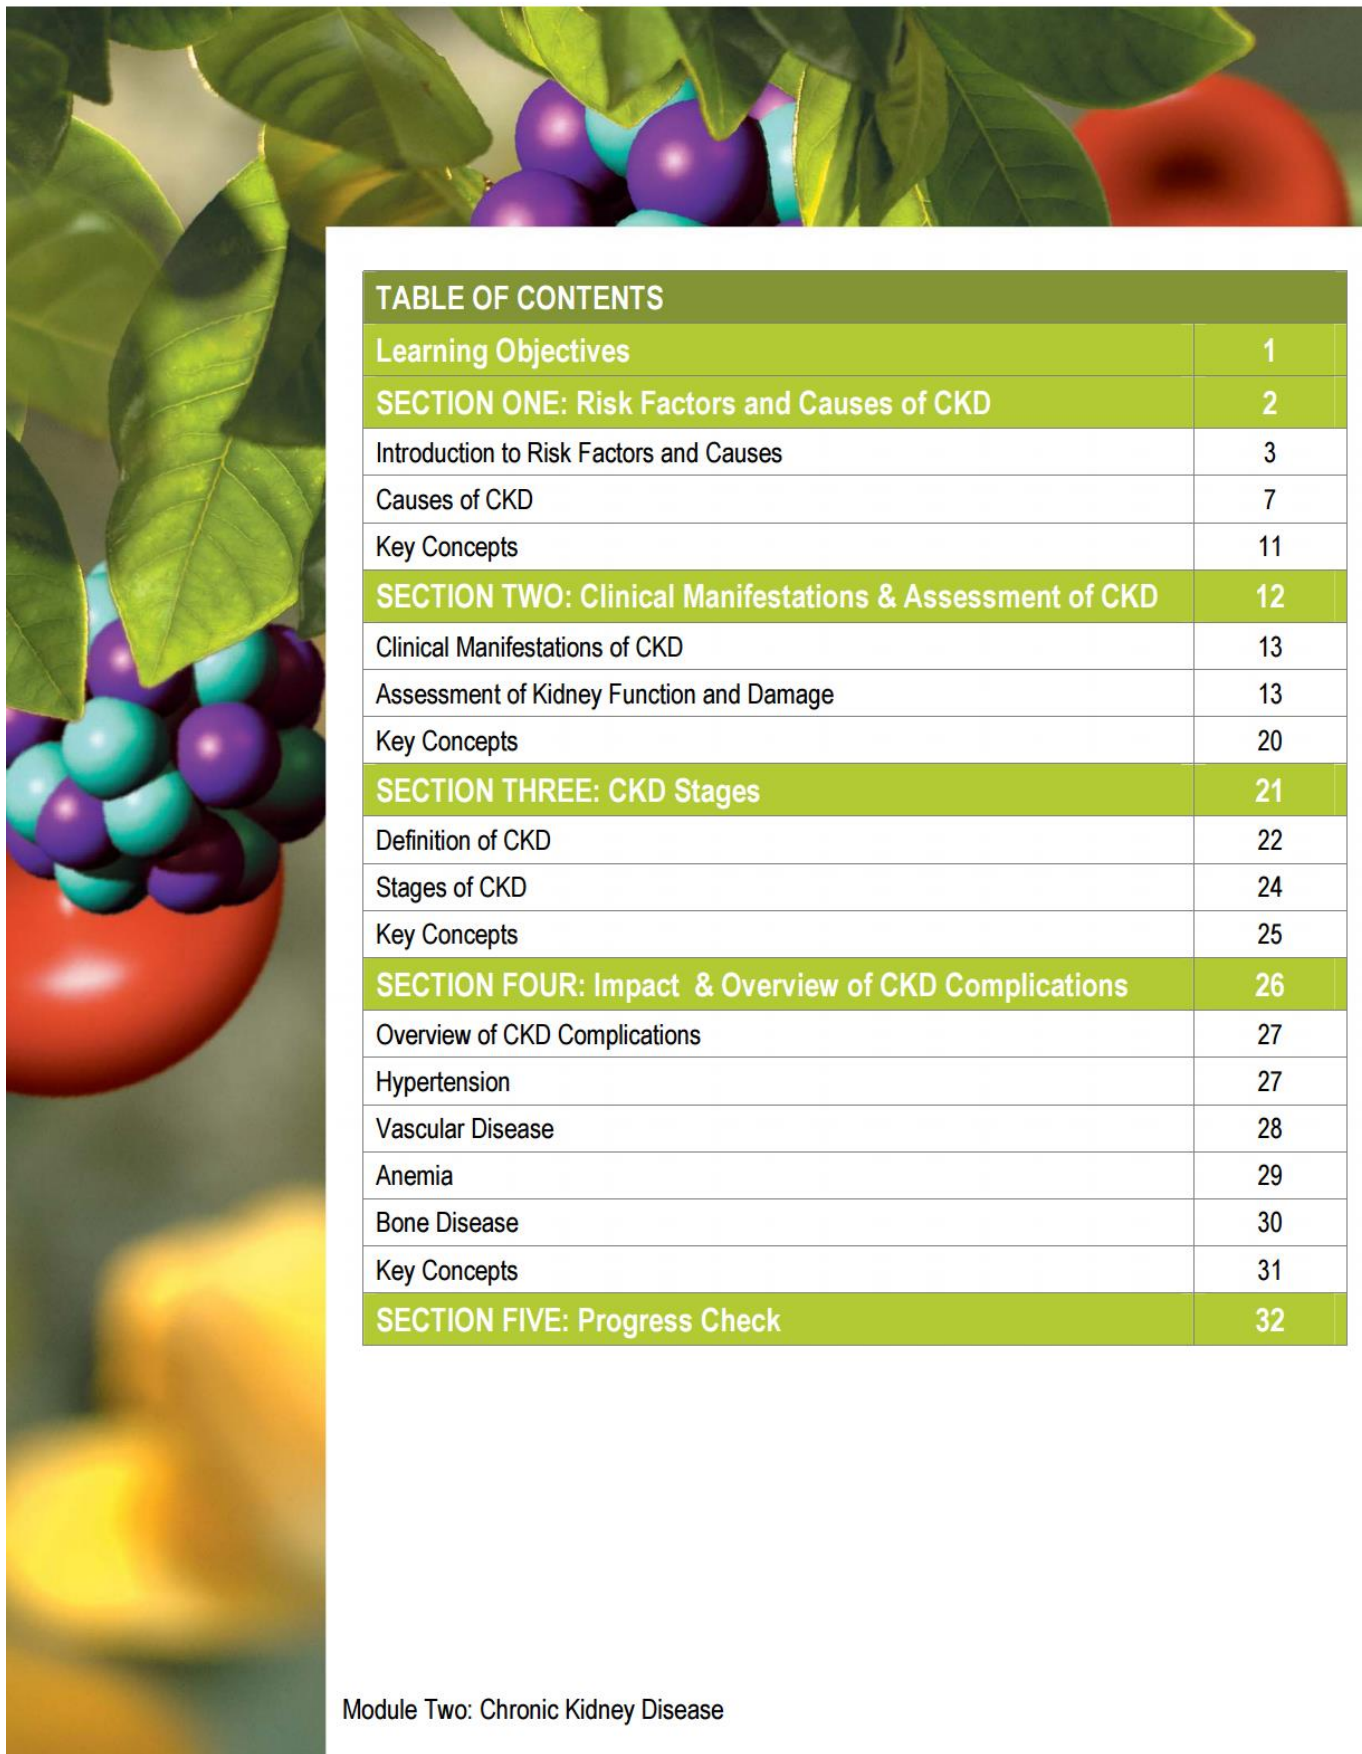 TABLE OF CONTENTS
Learning Objectives 1
SECTION ONE: Risk Factors and Causes of CKD 2
Introduction to Risk Factors and Causes 3
Causes of CKD 7
Key Concepts 11
SECTION TWO: Clinical Manifestations & Assessment of CKD 12
Clinical Manifestations of CKD 13
Assessment of Kidney Function and Damage 13
Key Concepts 20
SECTION THREE: CKD Stages 21
Definition of CKD 22
Stages of CKD 24
Key Concepts 25
SECTION FOUR: Impact & Overview of CKD Complications 26
Overview of CKD Complications 27
Hypertension 27
Vascular Disease 28
Anemia 29
Bone Disease 30
Key Concepts 31
SECTION FIVE: Progress Check 32
Module Two: Chronic Kidney Disease